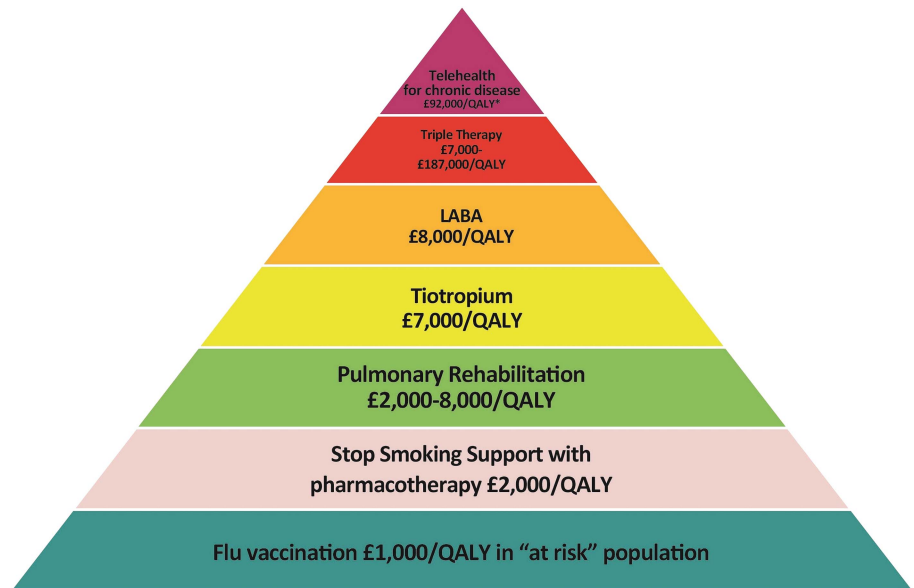 Telehealth
for chronic disease
£92,000/QALY*
Triple Therapy
£7,000-
£187,000/QALY
LABA
£8,000/QALY
Tiotropium
£7,000/QALY
Pulmonary Rehabilitation
£2,000-8,000/QALY
Stop Smoking Support with
pharmacotherapy £2,000/QALY
Flu vaccination £1,000/QALY in “at risk” population